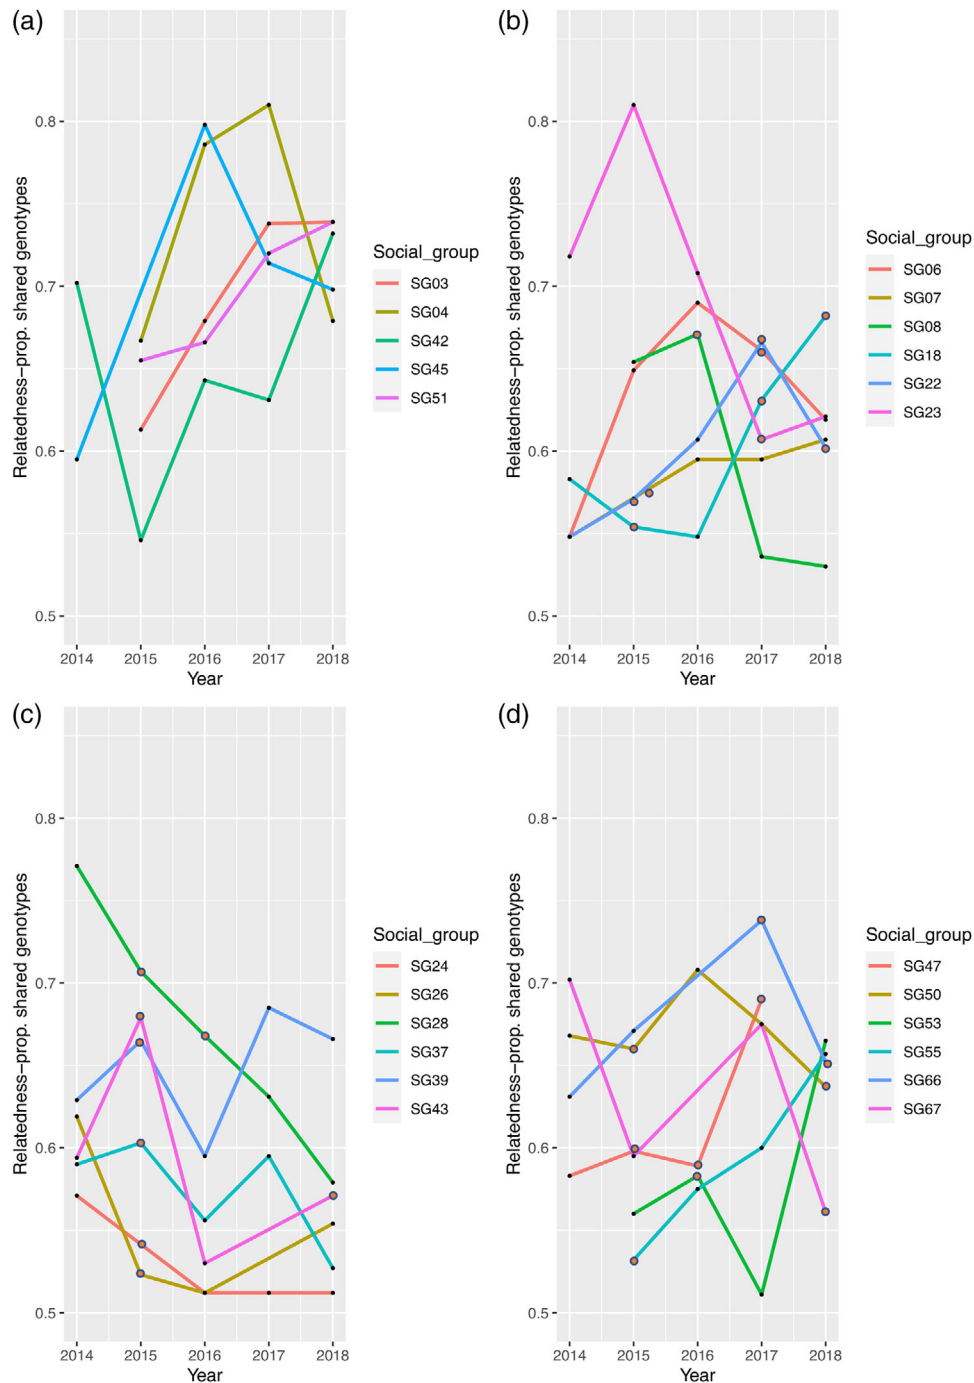 (a)
Relatedness−prop. shared genotypes
0.8
0.7
0.6
0.5
2014 2015 2016 2017 2018
Year
Social_group
SG03
SG04
SG42
SG45
SG51
(b)
Relatedness−prop. shared genotypes
0.8
0.7
0.6
0.5
2014 2015 2016 2017 2018
Year
Social_group
SG06
SG07
SG08
SG18
SG22
SG23
(c)
Relatedness−prop. shared genotypes
0.8
0.7
0.6
0.5
2014 2015 2016 2017 2018
Year
Social_group
SG24
SG26
SG28
SG37
SG39
SG43
(d)
Relatedness−prop. shared genotypes
0.8
0.7
0.6
0.5
2014 2015 2016 2017 2018
Year
Social_group
SG47
SG50
SG53
SG55
SG66
SG67